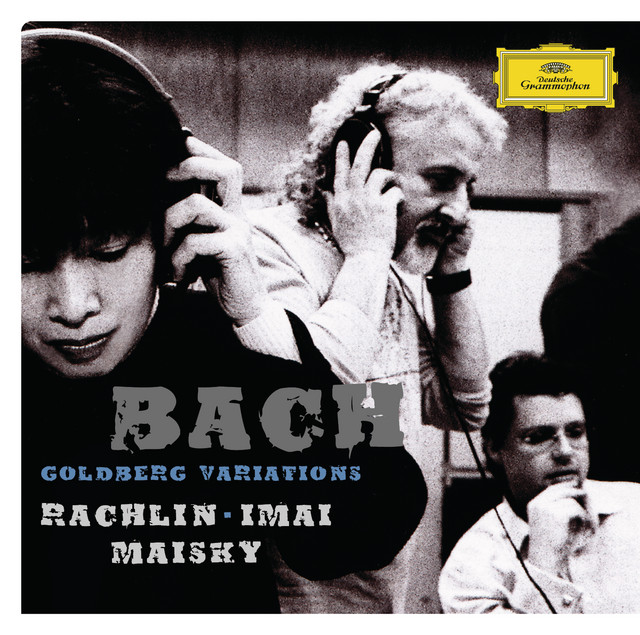 Deutsche
Grammophon
BACH
GOLDBERG VARIATIONS
RACHLIN · IMAI
MAISKY